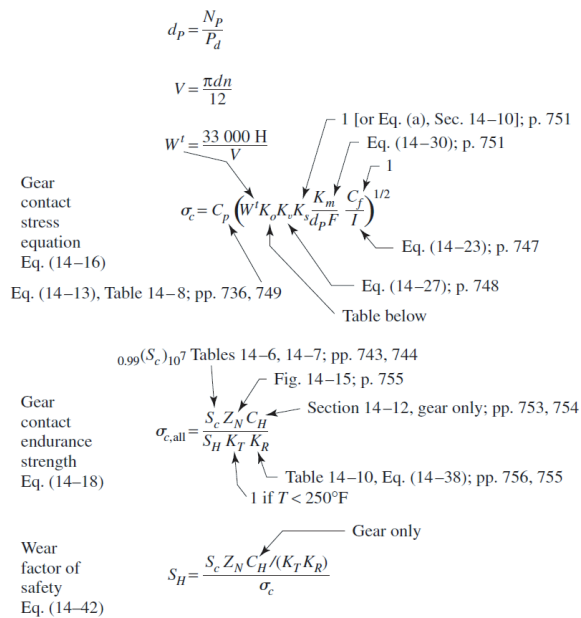 d_P = N_P / P_d
V = πdn / 12
1 [or Eq. (a), Sec. 14–10]; p. 751
W^t = 33 000 H / V
Eq. (14–30); p. 751
1
Gear
contact
stress
equation
Eq. (14–16)
σ_c = C_p (W^t K_o K_v K_s K_m / d_P F C_f / I)^1/2
Eq. (14–23); p. 747
Eq. (14–13), Table 14–8; pp. 736, 749
Eq. (14–27); p. 748
Table below
0.99(S_c)10^7 Tables 14–6, 14–7; pp. 743, 744
Fig. 14–15; p. 755
Gear
contact
endurance
strength
Eq. (14–18)
Section 14–12, gear only; pp. 753, 754
σ_c,all = S_c Z_N C_H / S_H K_T K_R
Table 14–10, Eq. (14–38); pp. 756, 755
1 if T < 250°F
Gear only
Wear
factor of
safety
Eq. (14–42)
S_H = S_c Z_N C_H /(K_T K_R) / σ_c